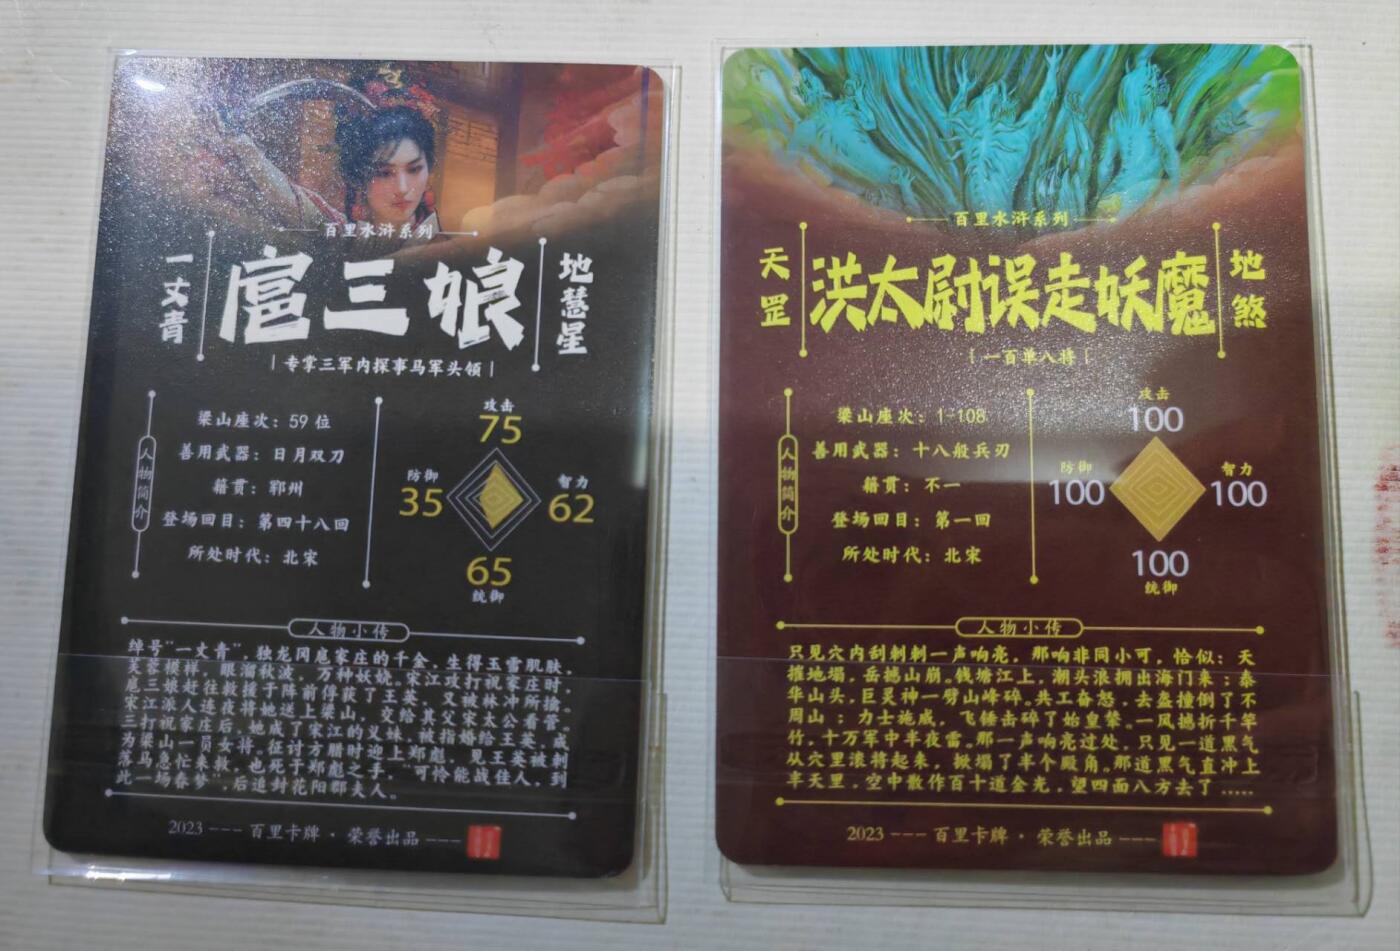 百里水浒系列
一丈青
扈三娘
地慧星
专掌三军内探事马军头领
人物简介
梁山座次：59 位
善用武器：日月双刀
籍贯：郓州
登场回目：第四十八回
所处时代：北宋
攻击
75
防御
35
智力
62
65
统御
人物小传
绰号“一丈青”，独龙冈扈家庄的千金，生得玉雪肌肤，
芙蓉模样，眼溜秋波，万种妖娆。宋江攻打祝家庄时，
扈三娘赶往救援于阵前俘获了王英，又被林冲所擒。
宋江派人连夜将她送上梁山，交给其父宋太公看管。
三打祝家庄后，她成了宋江的义妹，被指婚给王英，成
为梁山一员女将。征讨方腊时迎上郑彪，见王英被刺
落马急忙来救，也死于郑彪之手，可怜能战佳人，到
此一场春梦”，后追封花阳郡夫人。
2023 --- 百里卡牌 · 荣誉出品 ---
百里水浒系列
天罡
洪太尉误走妖魔
地煞
一百单八将
人物简介
梁山座次：1-108
善用武器：十八般兵刃
籍贯：不一
登场回目：第一回
所处时代：北宋
攻击
100
防御
100
智力
100
100
统御
人物小传
只见穴内刮刺刺一声响亮，那响非同小可，恰似：天
摧地塌，岳撼山崩。钱塘江上，潮头浪拥出海门来；泰
华山头，巨灵神一劈山峰碎。共工奋怒，去盔撞倒了不
周山；力士施威，飞锤击碎了始皇辇。一风撼折千竿
竹，十万军中半夜雷。那一声响亮过处，只见一道黑气
从穴里滚将起来，掀塌了半个殿角。那道黑气直冲上
半天里，空中散作百十道金光，望四面八方去了.....
2023 --- 百里卡牌 · 荣誉出品 ---